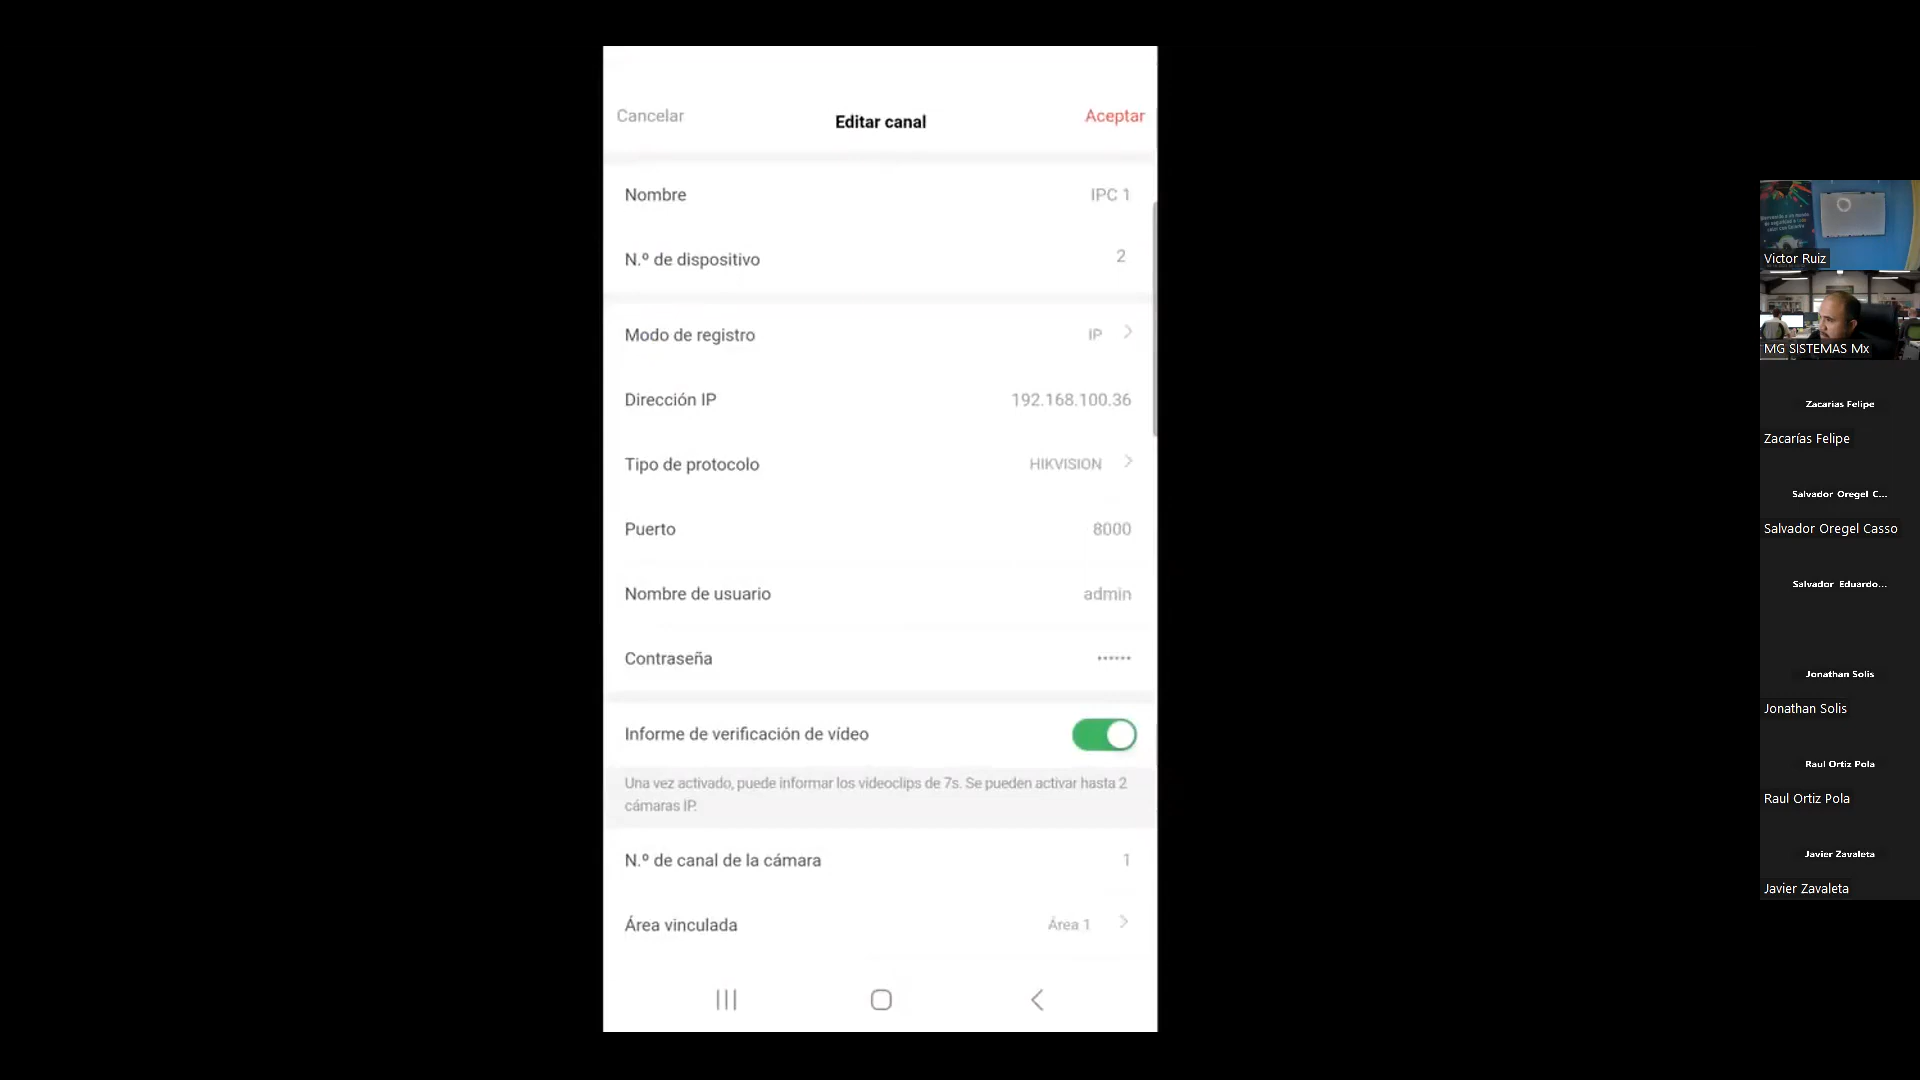 Cancelar
Editar canal
Aceptar
Nombre
IPC 1
N.º de dispositivo
2
Modo de registro
IP
Dirección IP
192.168.100.36
Tipo de protocolo
HIKVISION
Puerto
8000
Nombre de usuario
admin
Contraseña
••••••
Informe de verificación de vídeo
Una vez activado, puede informar los videoclips de 7s. Se pueden activar hasta 2
cámaras IP.
N.º de canal de la cámara
1
Área vinculada
Área 1
Victor Ruiz
MG SISTEMAS Mx
Zacarias Felipe
Zacarías Felipe
Salvador Oregel C...
Salvador Oregel Casso
Salvador Eduardo...
Jonathan Solis
Jonathan Solis
Raul Ortiz Pola
Raul Ortiz Pola
Javier Zavaleta
Javier Zavaleta